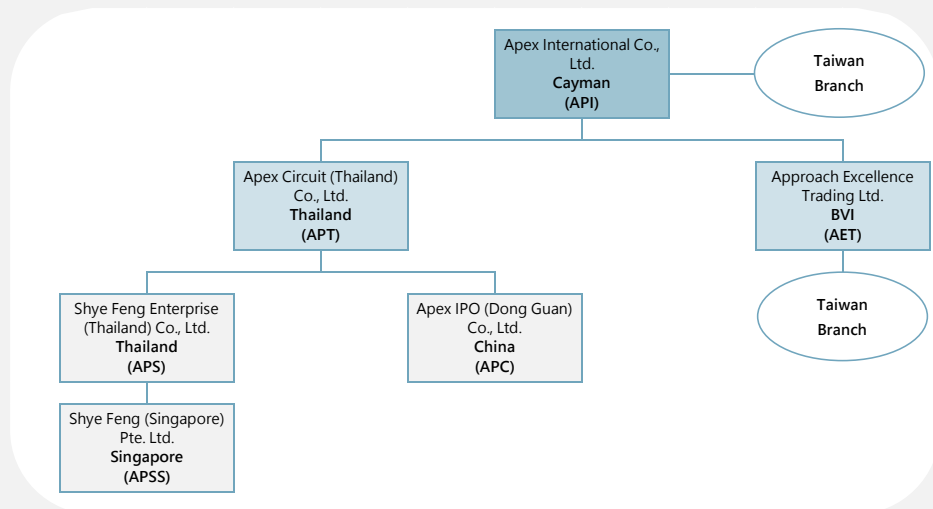 Apex International Co.,
Ltd.
Cayman
(API)
Taiwan
Branch
Apex Circuit (Thailand)
Co., Ltd.
Thailand
(APT)
Approach Excellence
Trading Ltd.
BVI
(AET)
Shye Feng Enterprise
(Thailand) Co., Ltd.
Thailand
(APS)
Apex IPO (Dong Guan)
Co., Ltd.
China
(APC)
Taiwan
Branch
Shye Feng (Singapore)
Pte. Ltd.
Singapore
(APSS)